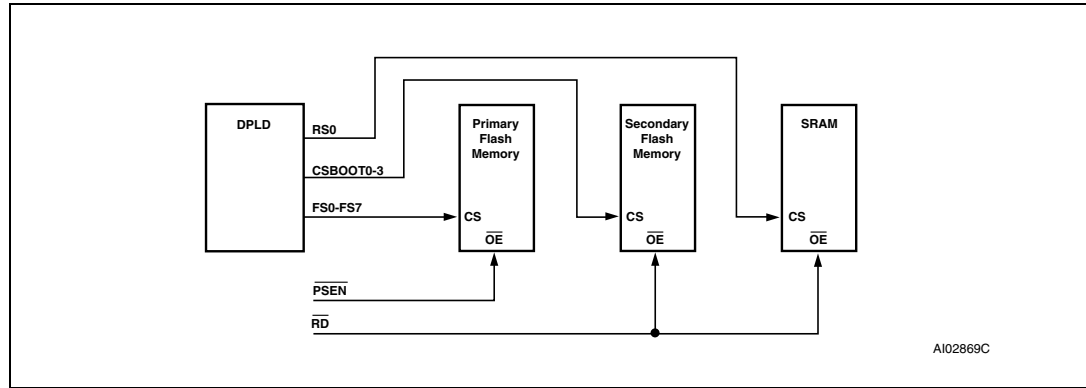 DPLD
RS0
CSBOOT0-3
FS0-FS7
Primary
Flash
Memory
CS
OE
Secondary
Flash
Memory
CS
OE
SRAM
CS
OE
PSEN
RD
AI02869C